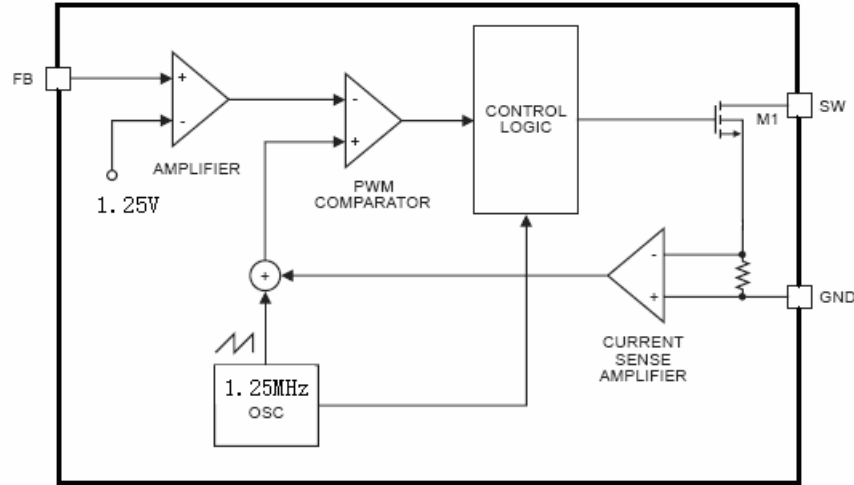 FB
+
-
AMPLIFIER
1.25V
-
+
PWM
COMPARATOR
CONTROL
LOGIC
M1
SW
-
+
GND
CURRENT
SENSE
AMPLIFIER
+
1.25MHz
OSC